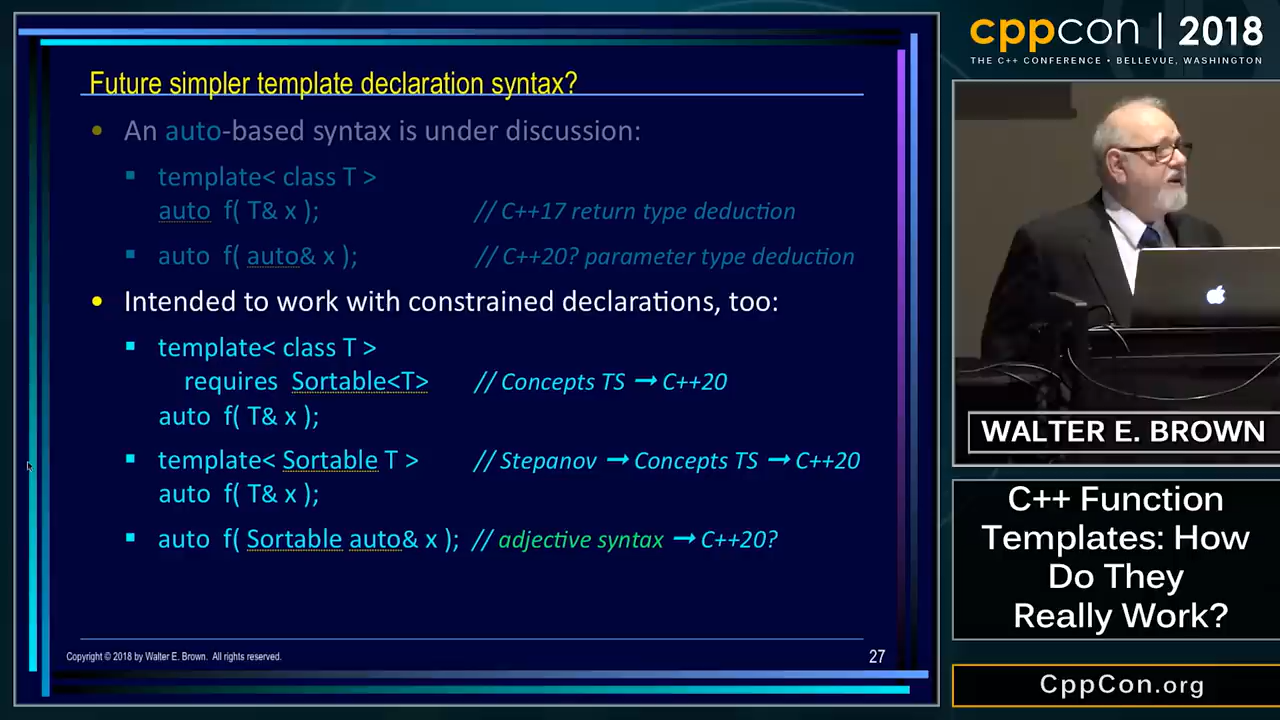 Future simpler template declaration syntax?
• An auto-based syntax is under discussion:
▪ template< class T >
auto f( T& x ); // C++17 return type deduction
▪ auto f( auto& x ); // C++20? parameter type deduction
• Intended to work with constrained declarations, too:
▪ template< class T >
requires Sortable<T> // Concepts TS ➞ C++20
auto f( T& x );
▪ template< Sortable T > // Stepanov ➞ Concepts TS ➞ C++20
auto f( T& x );
▪ auto f( Sortable auto& x ); // adjective syntax ➞ C++20?
Copyright © 2018 by Walter E. Brown. All rights reserved.
27
cppcon | 2018
THE C++ CONFERENCE • BELLEVUE, WASHINGTON
WALTER E. BROWN
C++ Function
Templates: How
Do They
Really Work?
CppCon.org